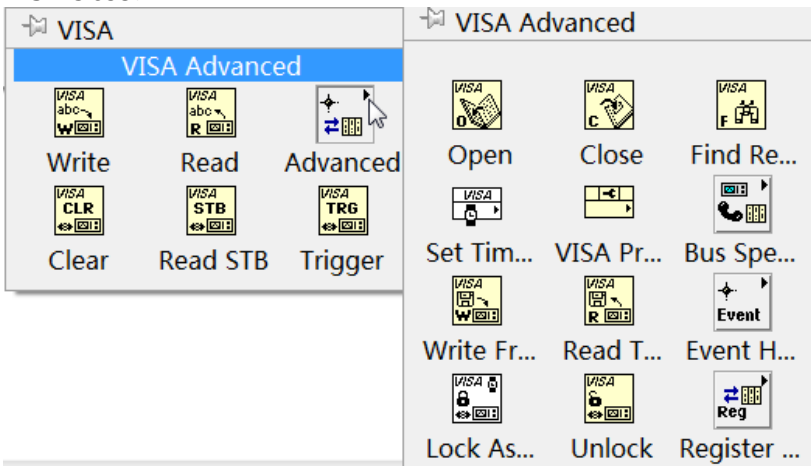 VISA
VISA Advanced
VISA
abc
W
VISA
abc
R
Write
Read
Advanced
VISA
CLR
VISA
STB
VISA
TRG
Clear
Read STB
Trigger
VISA Advanced
VISA
O
VISA
C
VISA
F
Open
Close
Find Re...
VISA
Set Tim...
VISA Pr...
Bus Spe...
VISA
W
VISA
R
Event
Write Fr...
Read T...
Event H...
VISA
VISA
Reg
Lock As...
Unlock
Register ...